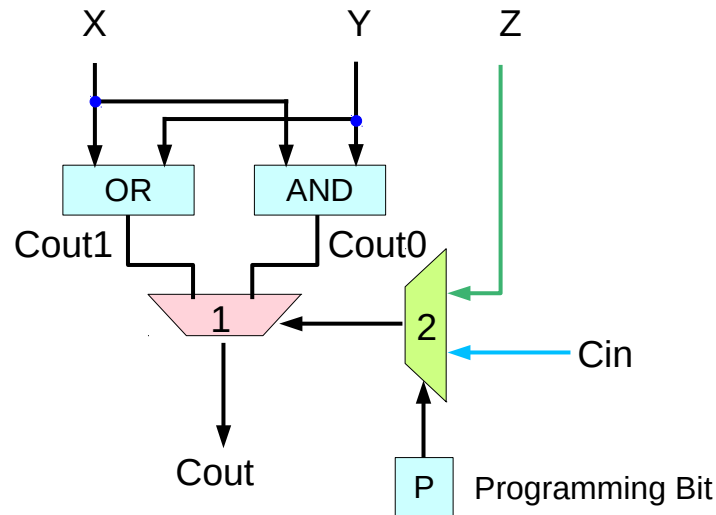 X
Y
Z
OR
AND
Cout1
Cout0
1
2
Cin
Cout
P
Programming Bit